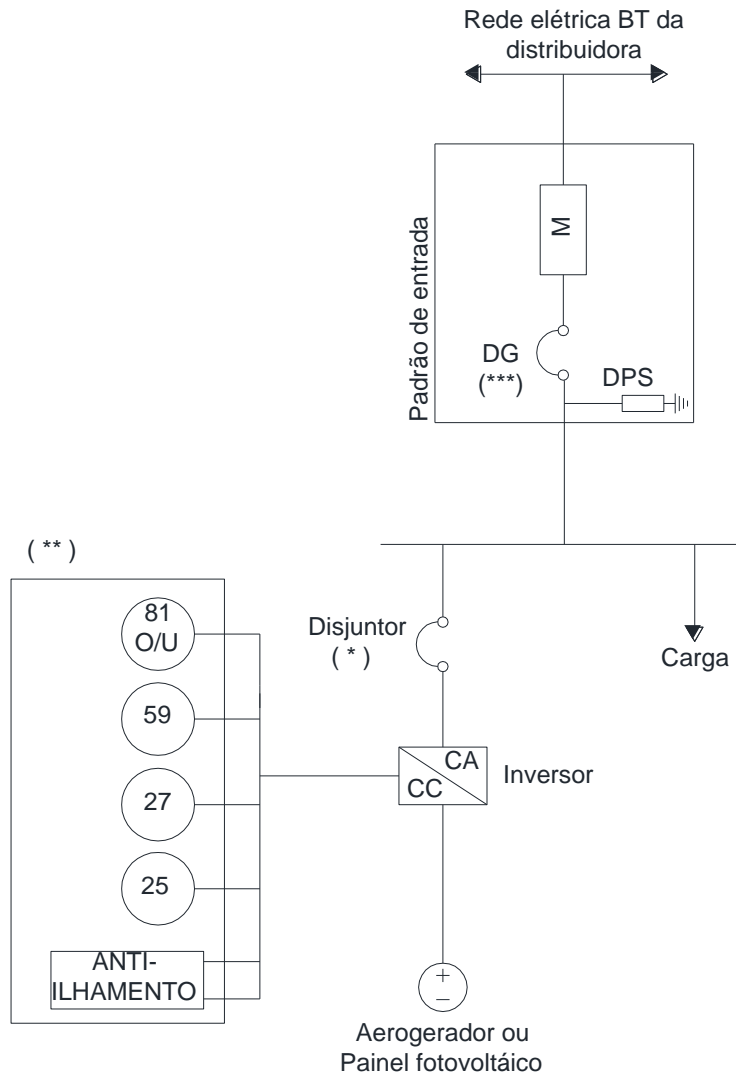 Rede elétrica BT da
distribuidora
Padrão de entrada
M
DG
(***)
DPS
( ** )
81
O/U
59
27
25
ANTI-
ILHAMENTO
Disjuntor
( * )
Carga
CA
CC
Inversor
+
–
Aerogerador ou
Painel fotovoltáico